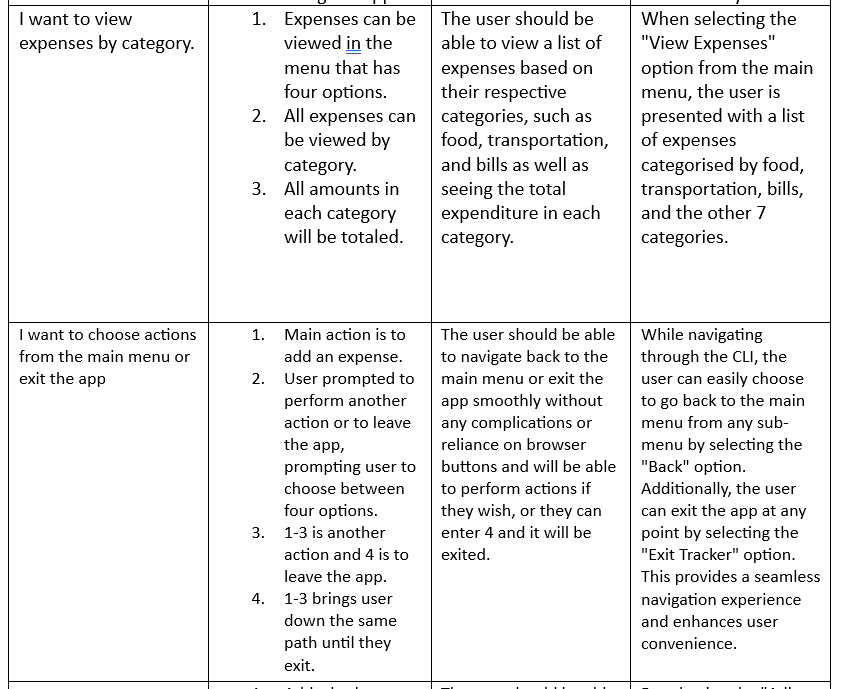 I want to view
expenses by category.
1. Expenses can be
viewed in the
menu that has
four options.
2. All expenses can
be viewed by
category.
3. All amounts in
each category
will be totaled.
The user should be
able to view a list of
expenses based on
their respective
categories, such as
food, transportation,
and bills as well as
seeing the total
expenditure in each
category.
When selecting the
"View Expenses"
option from the main
menu, the user is
presented with a list
of expenses
categorised by food,
transportation, bills,
and the other 7
categories.
I want to choose actions
from the main menu or
exit the app
1. Main action is to
add an expense.
2. User prompted to
perform another
action or to leave
the app,
prompting user to
choose between
four options.
3. 1-3 is another
action and 4 is to
leave the app.
4. 1-3 brings user
down the same
path until they
exit.
The user should be able
to navigate back to the
main menu or exit the
app smoothly without
any complications or
reliance on browser
buttons and will be able
to perform actions if
they wish, or they can
enter 4 and it will be
exited.
While navigating
through the CLI, the
user can easily choose
to go back to the main
menu from any sub-
menu by selecting the
"Back" option.
Additionally, the user
can exit the app at any
point by selecting the
"Exit Tracker" option.
This provides a seamless
navigation experience
and enhances user
convenience.